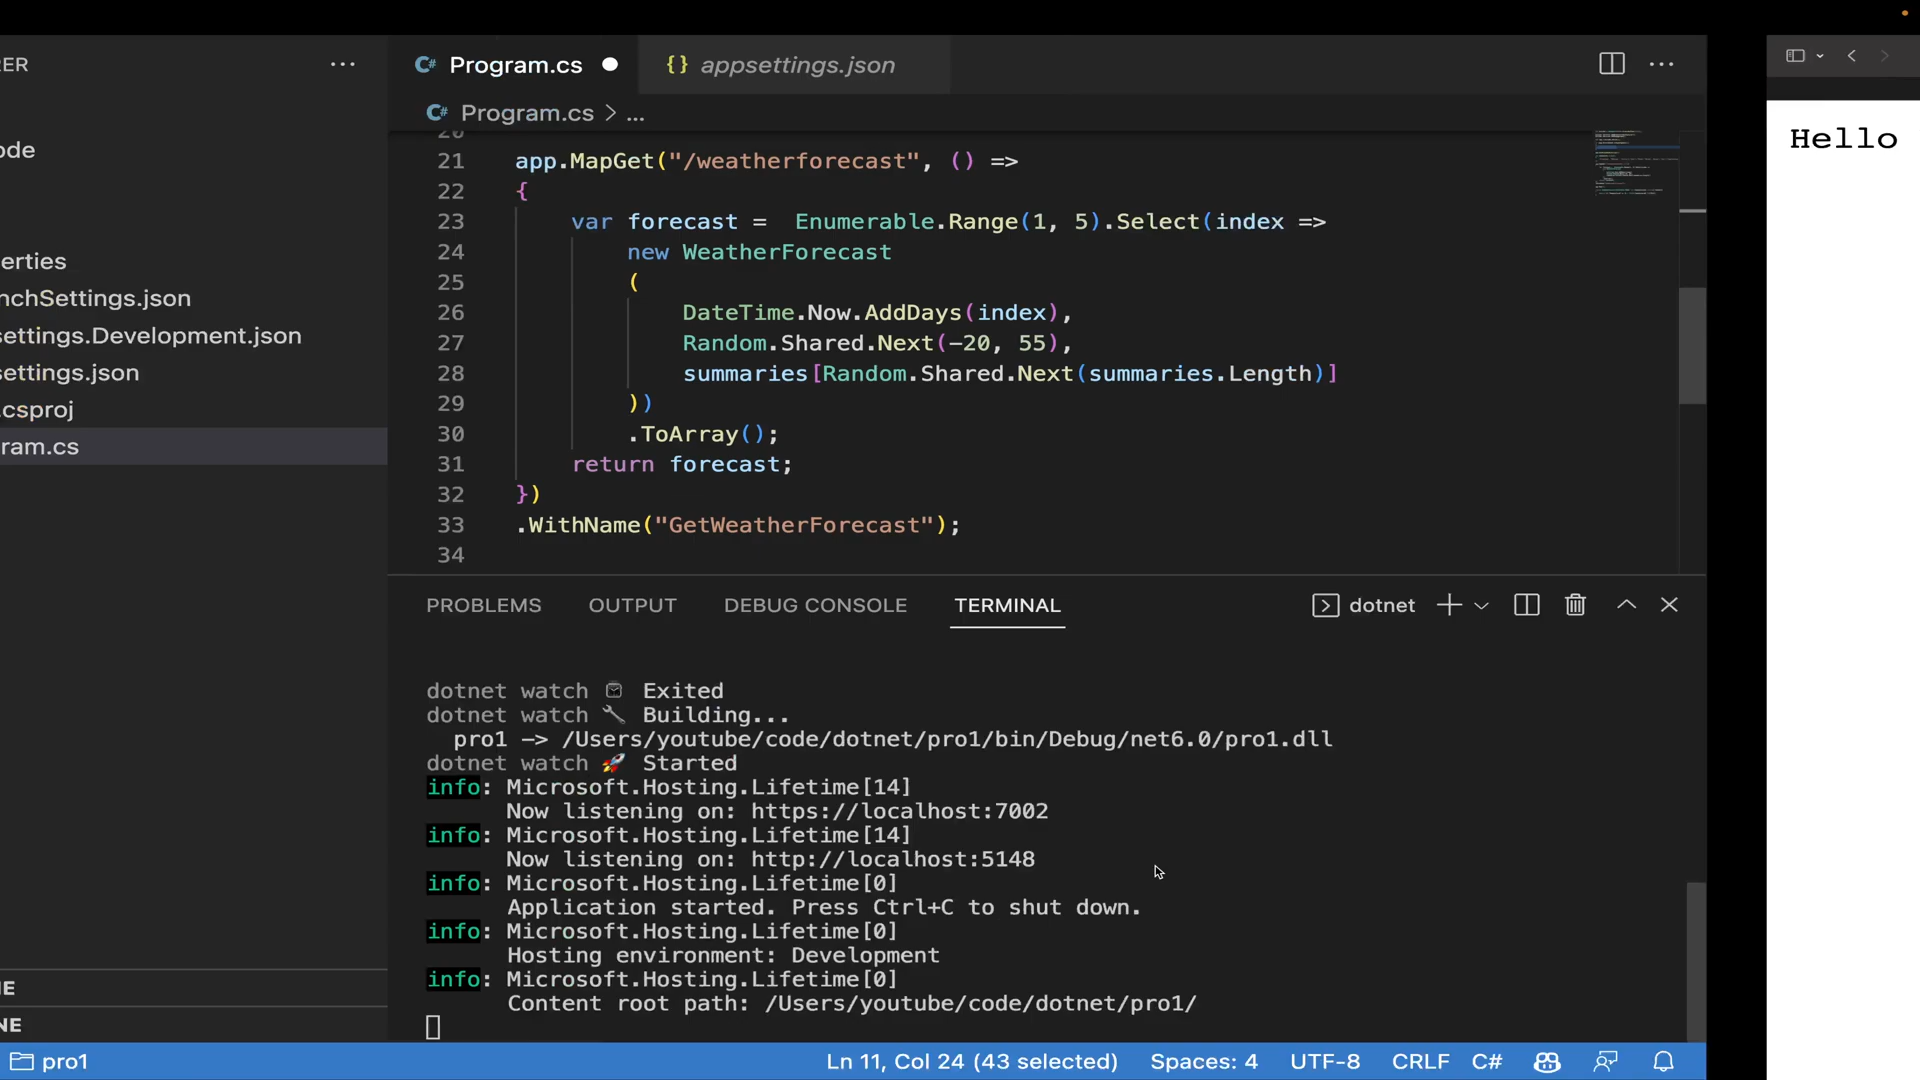 ER
Program.cs
{} appsettings.json
Program.cs > ...
ode
erties
nchSettings.json
ettings.Development.json
ettings.json
.csproj
ram.cs
20
21 app.MapGet("/weatherforecast", () =>
22 {
23 var forecast = Enumerable.Range(1, 5).Select(index =>
24 new WeatherForecast
25 (
26 DateTime.Now.AddDays(index),
27 Random.Shared.Next(-20, 55),
28 summaries[Random.Shared.Next(summaries.Length)]
29 ))
30 .ToArray();
31 return forecast;
32 })
33 .WithName("GetWeatherForecast");
34
Hello
PROBLEMS OUTPUT DEBUG CONSOLE TERMINAL
dotnet
dotnet watch Exited
dotnet watch Building...
pro1 -> /Users/youtube/code/dotnet/pro1/bin/Debug/net6.0/pro1.dll
dotnet watch 🚀 Started
info: Microsoft.Hosting.Lifetime[14]
Now listening on: https://localhost:7002
info: Microsoft.Hosting.Lifetime[14]
Now listening on: http://localhost:5148
info: Microsoft.Hosting.Lifetime[0]
Application started. Press Ctrl+C to shut down.
info: Microsoft.Hosting.Lifetime[0]
Hosting environment: Development
info: Microsoft.Hosting.Lifetime[0]
Content root path: /Users/youtube/code/dotnet/pro1/
NE
pro1
Ln 11, Col 24 (43 selected) Spaces: 4 UTF-8 CRLF C#